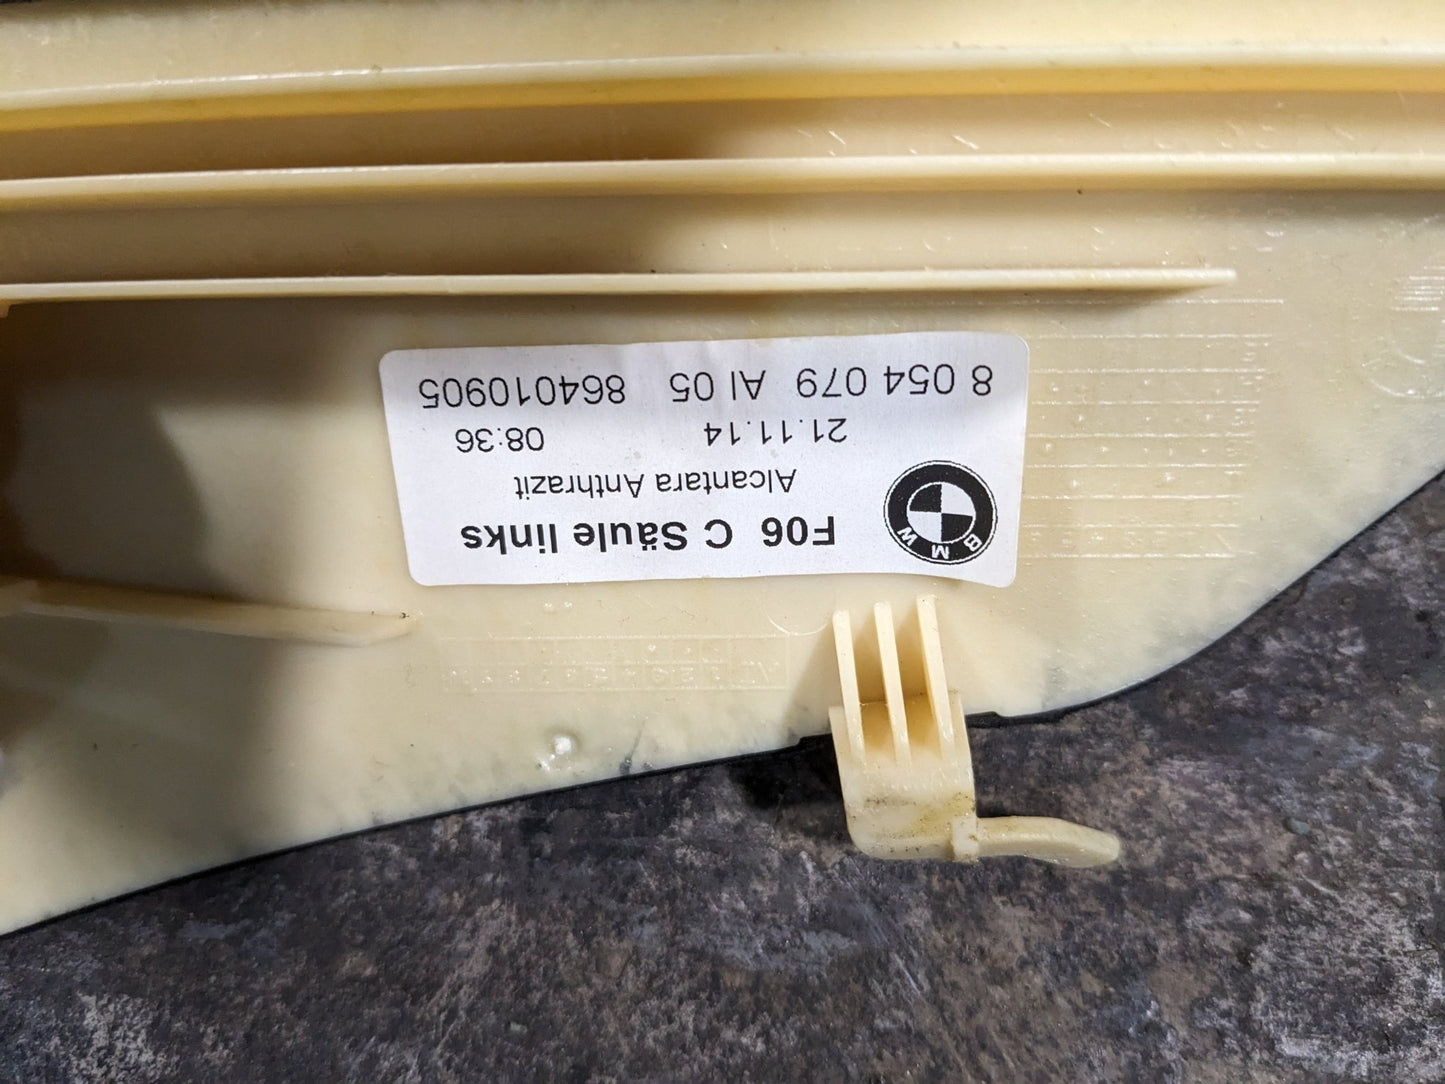 BMW
F06 C Säule links
Alcantara Anthrazit
21.11.14 08:36
8 054 079 AI 05 864010905